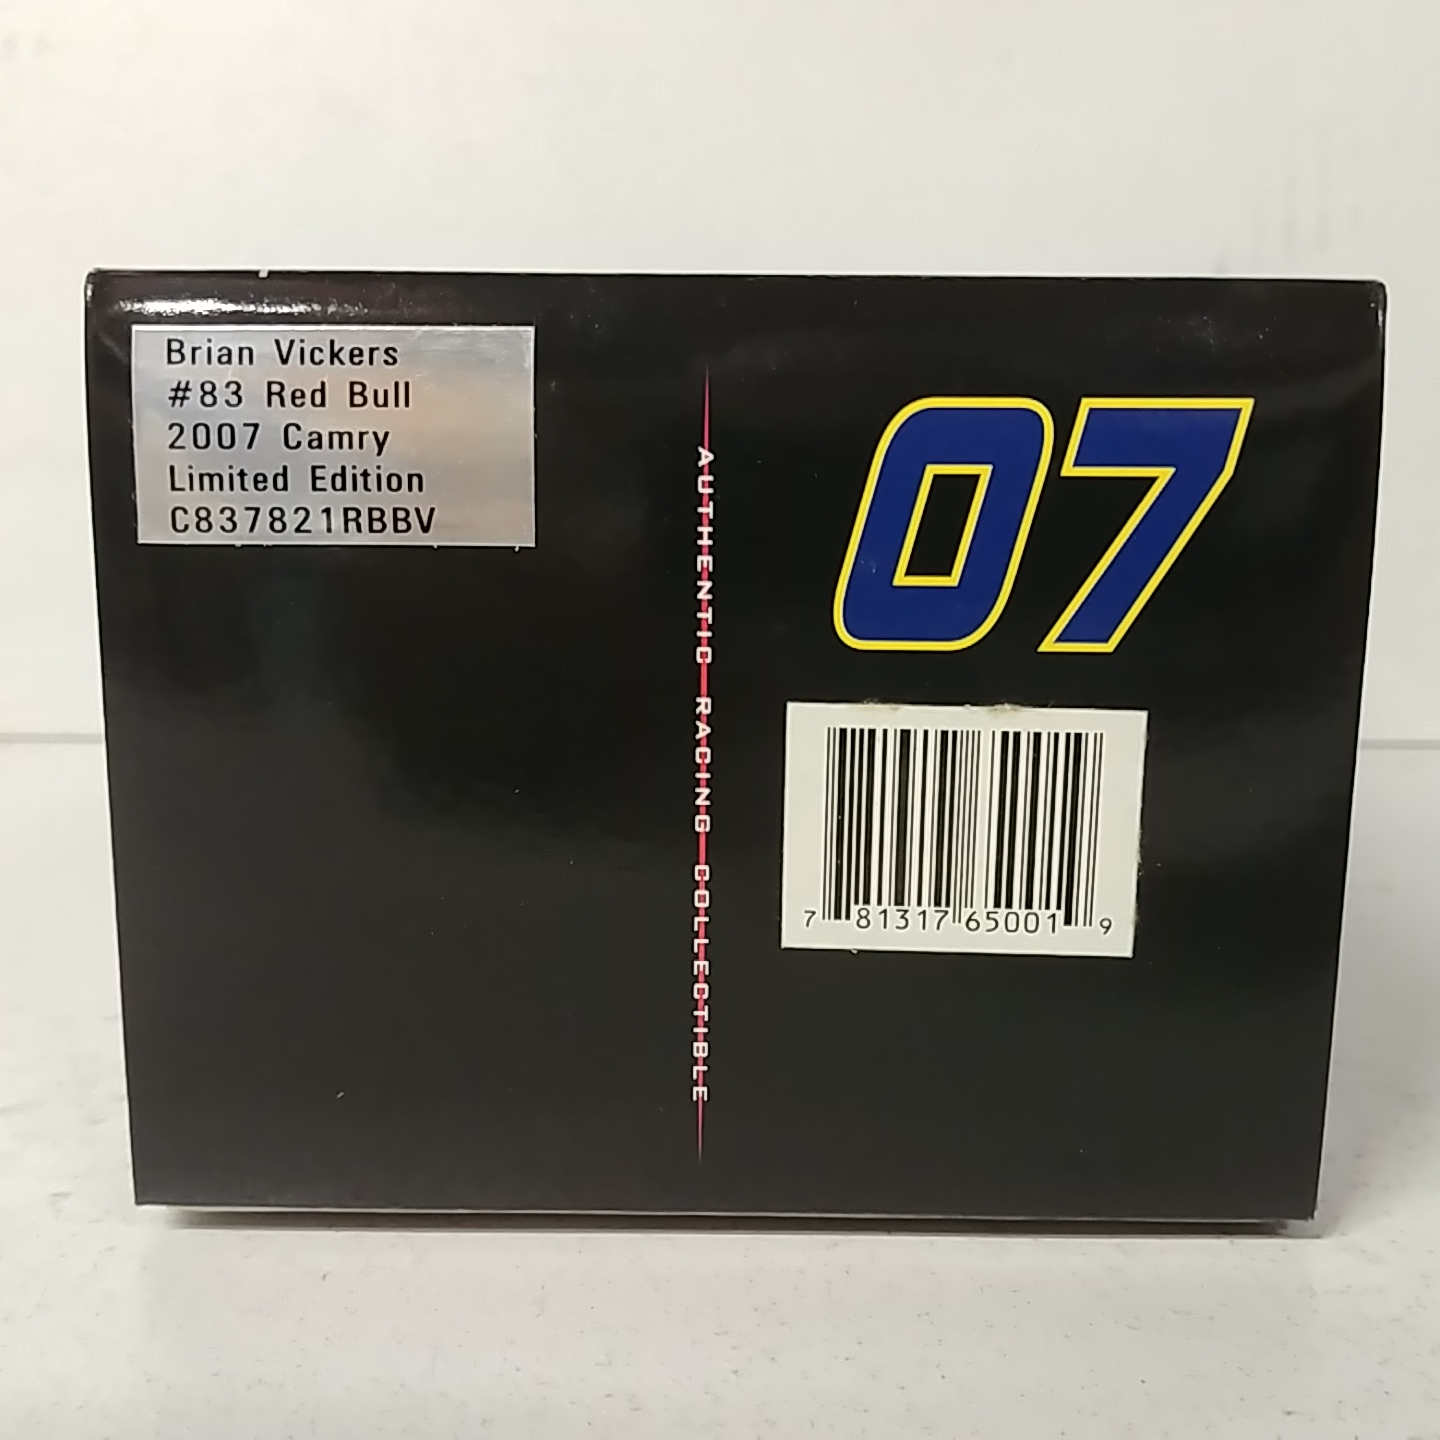 Brian Vickers
#83 Red Bull
2007 Camry
Limited Edition
C837821RBBV
AUTHENTIC RACING COLLECTIBLE
07
7 81317 65001 9